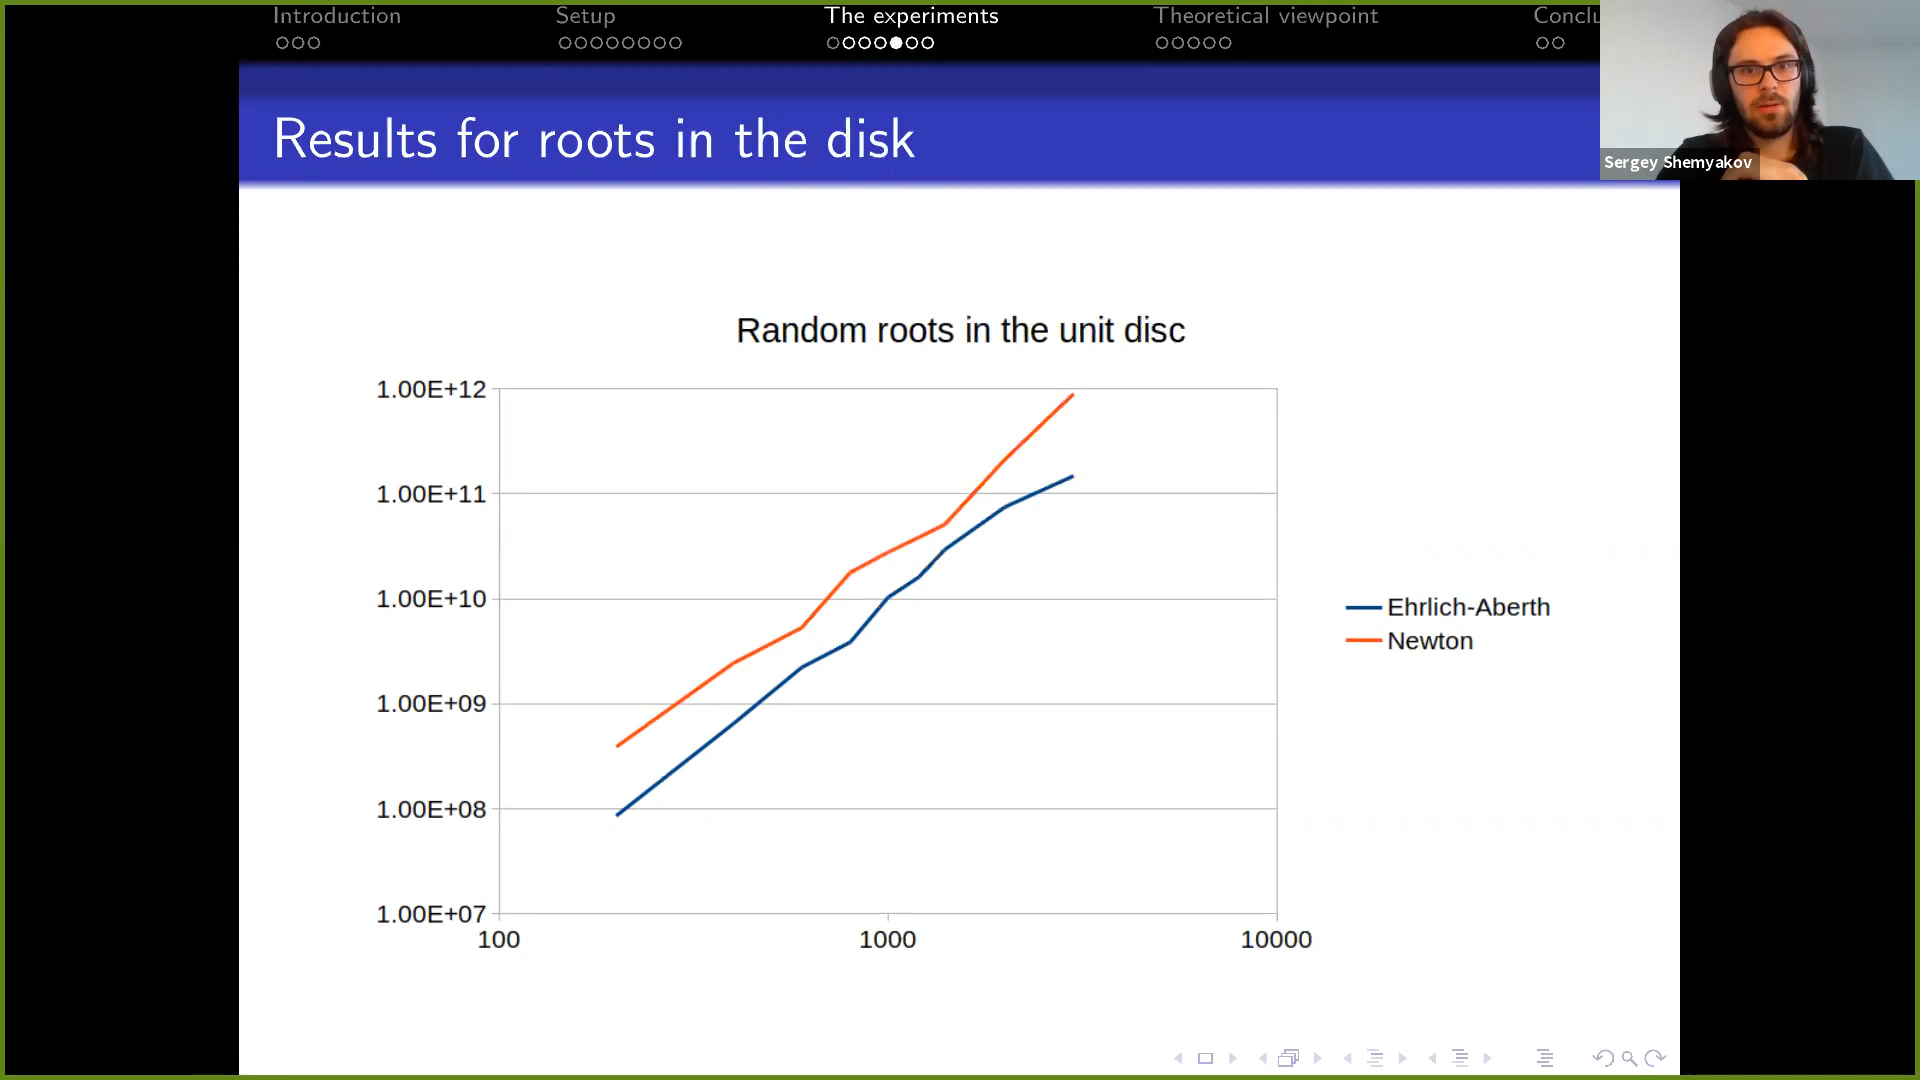 Introduction Setup The experiments Theoretical viewpoint Conclu
Results for roots in the disk
Sergey Shemyakov
Random roots in the unit disc
1.00E+12
1.00E+11
1.00E+10
1.00E+09
1.00E+08
1.00E+07
100 1000 10000
Ehrlich-Aberth
Newton